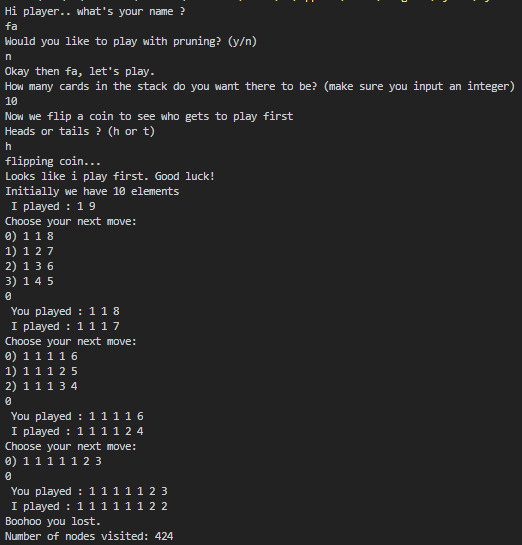 Hi player.. what's your name ?
fa
Would you like to play with pruning? (y/n)
n
Okay then fa, let's play.
How many cards in the stack do you want there to be? (make sure you input an integer)
10
Now we flip a coin to see who gets to play first
Heads or tails ? (h or t)
h
flipping coin...
Looks like i play first. Good luck!
Initially we have 10 elements
I played : 1 9
Choose your next move:
0) 1 1 8
1) 1 2 7
2) 1 3 6
3) 1 4 5
0
You played : 1 1 8
I played : 1 1 1 7
Choose your next move:
0) 1 1 1 1 6
1) 1 1 1 2 5
2) 1 1 1 3 4
0
You played : 1 1 1 1 6
I played : 1 1 1 1 2 4
Choose your next move:
0) 1 1 1 1 1 2 3
0
You played : 1 1 1 1 1 2 3
I played : 1 1 1 1 1 1 2 2
Boohoo you lost.
Number of nodes visited: 424